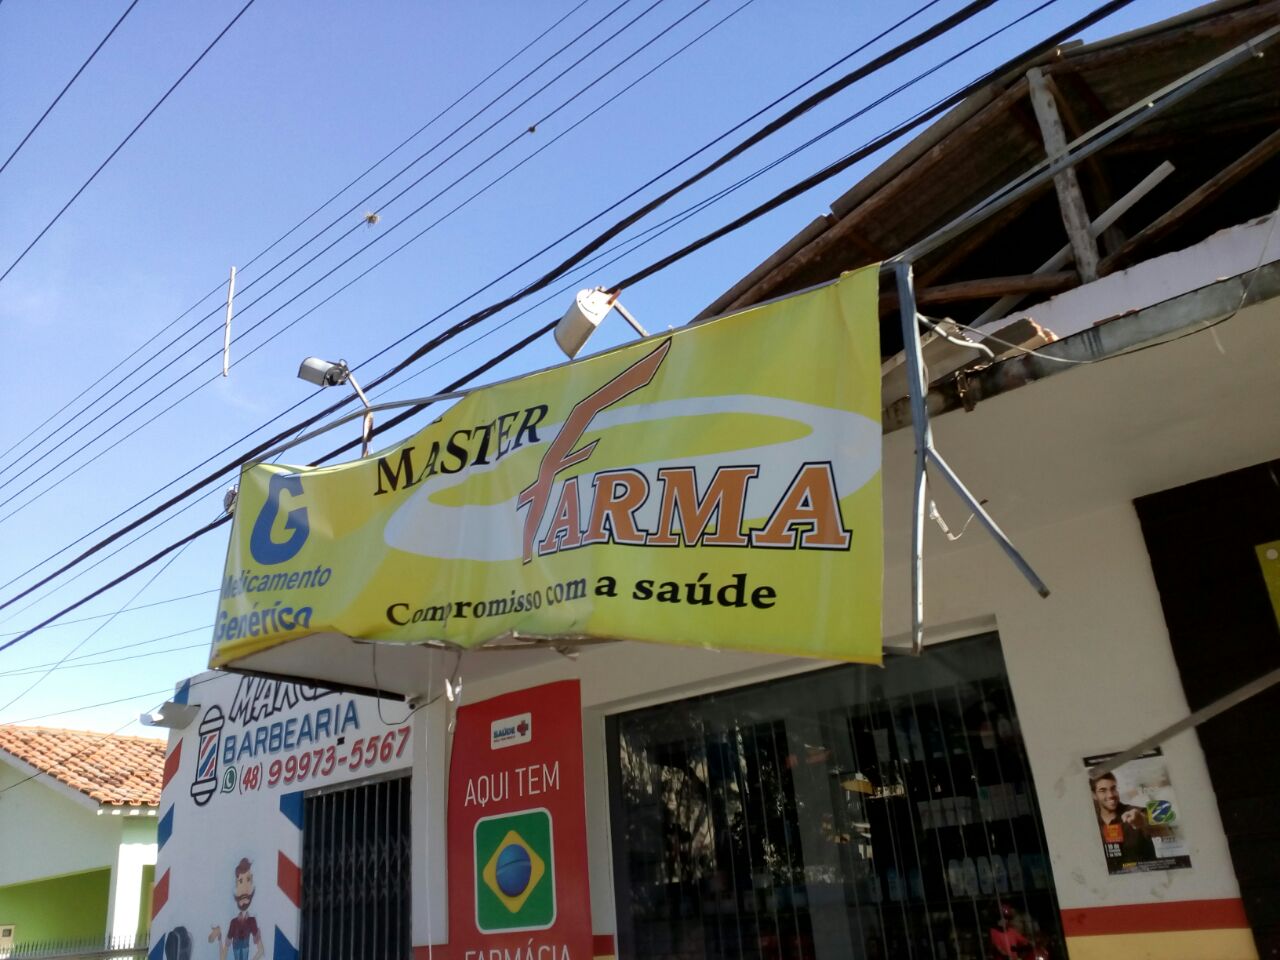 MASTER
FARMA
G
Medicamento
Genérico
Compromisso com a saúde
BARBEARIA
(48) 99973-5567
SAÚDE
AQUI TEM
FARMÁCIA